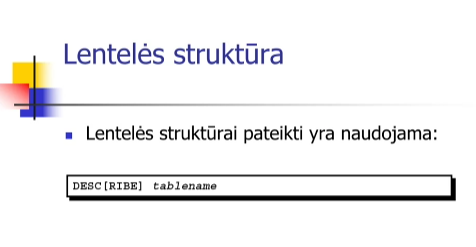 Lentelės struktūra
Lentelės struktūrai pateikti yra naudojama:
DESC[RIBE] tablename